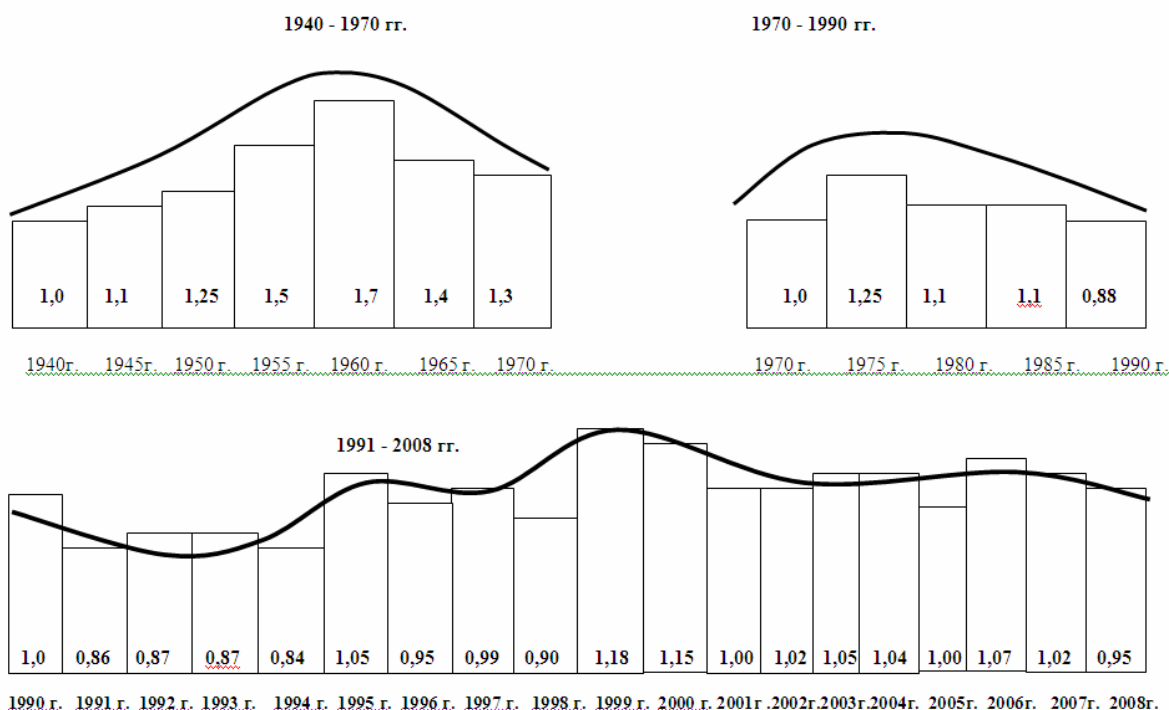 1940 - 1970 гг. 1970 - 1990 гг.
1,0 1,1 1,25 1,5 1,7 1,4 1,3 1,0 1,25 1,1 1,1 0,88
1940г. 1945г. 1950 г. 1955 г. 1960 г. 1965 г. 1970 г. 1970 г. 1975 г. 1980 г. 1985 г. 1990 г.
1991 - 2008 гг.
1,0 0,86 0,87 0,87 0,84 1,05 0,95 0,99 0,90 1,18 1,15 1,00 1,02 1,05 1,04 1,00 1,07 1,02 0,95
1990 г. 1991 г. 1992 г. 1993 г. 1994 г. 1995 г. 1996 г. 1997 г. 1998 г. 1999 г. 2000 г. 2001г .2002г.2003г.2004г. 2005г. 2006г. 2007г. 2008г.